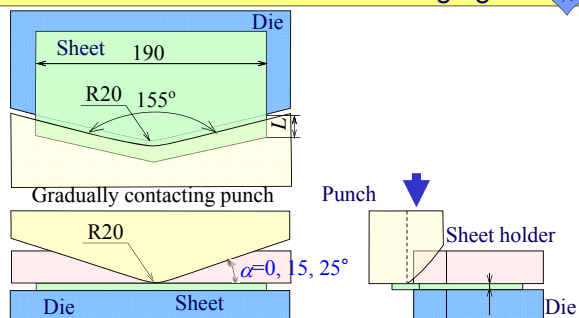 Die
Sheet
190
R20
155°
L
Gradually contacting punch
Punch
R20
Sheet holder
α=0, 15, 25°
Die
Sheet
Die